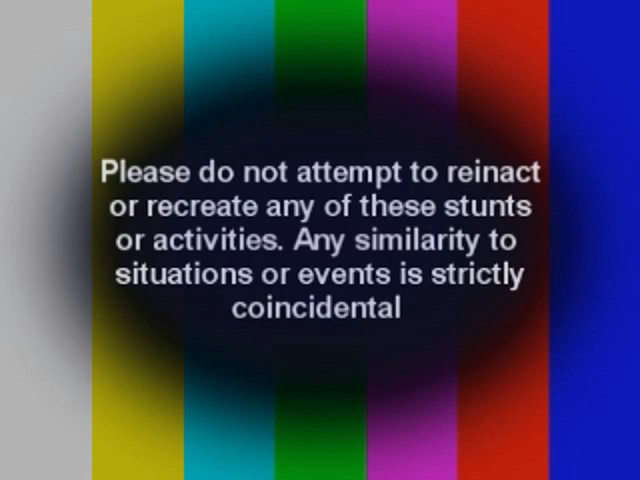 Please do not attempt to reinact
or recreate any of these stunts
or activities. Any similarity to
situations or events is strictly
coincidental